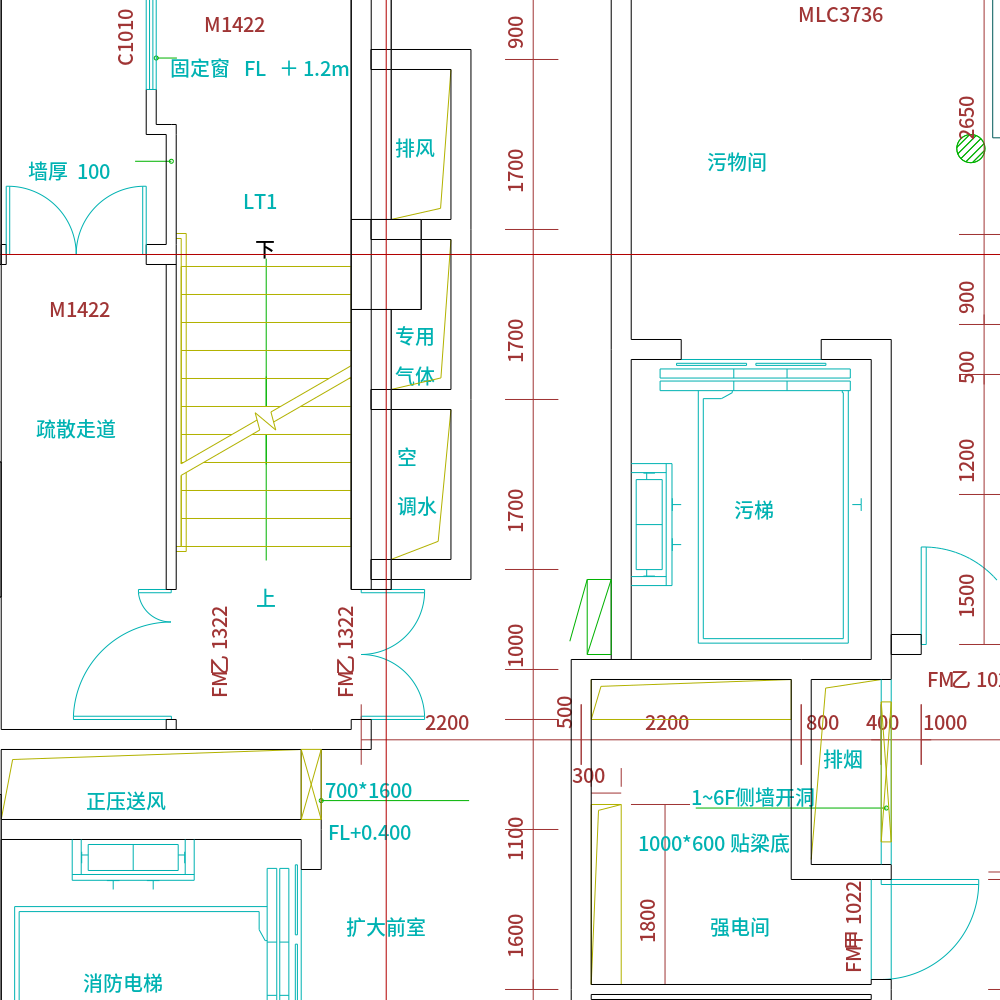 C1010
M1422
固定窗 FL ＋1.2m
900
MLC3736
2650
墙厚 100
排风
1700
污物间
LT1
下
M1422
专用
气体
1700
900
500
疏散走道
空
调水
1700
1200
污梯
上
FM乙 1322
FM乙 1322
1000
1500
FM乙
2200
500
2200
800
400
1000
排烟
300
700*1600
1~6F侧墙开洞
正压送风
FL+0.400
1100
1000*600 贴梁底
扩大前室
1600
1800
强电间
FM甲 1022
消防电梯